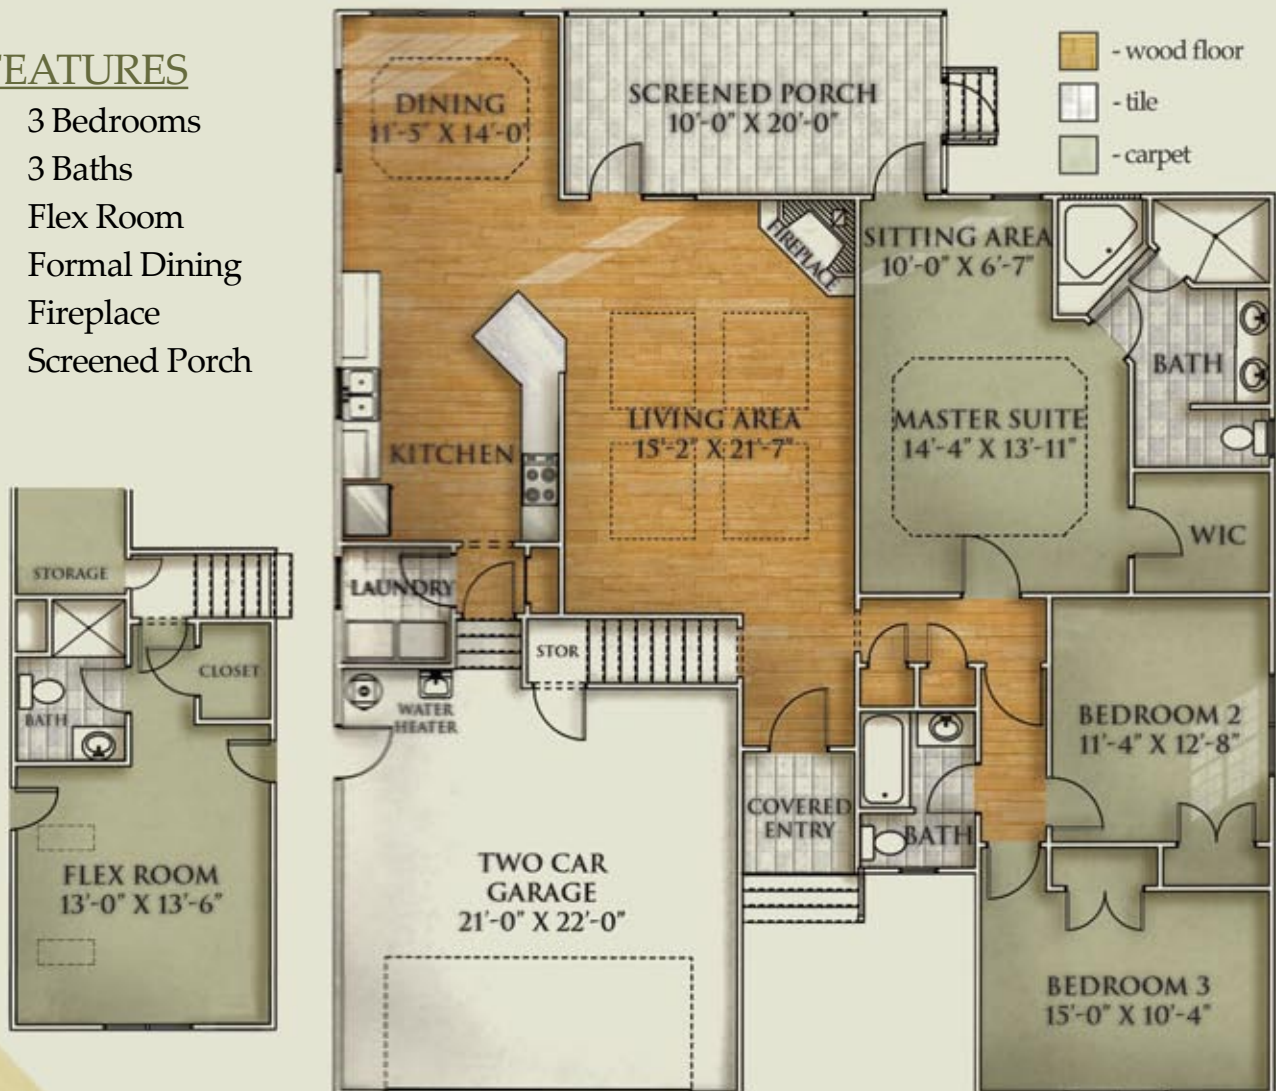 FEATURES
3 Bedrooms
3 Baths
Flex Room
Formal Dining
Fireplace
Screened Porch
- wood floor
- tile
- carpet
DINING
11'-5" X 14'-0"
SCREENED PORCH
10'-0" X 20'-0"
FIREPLACE
SITTING AREA
10'-0" X 6'-7"
BATH
LIVING AREA
15'-2" X 21'-7"
MASTER SUITE
14'-4" X 13'-11"
KITCHEN
WIC
LAUNDRY
STOR
WATER
HEATER
BEDROOM 2
11'-4" X 12'-8"
COVERED
ENTRY
BATH
TWO CAR
GARAGE
21'-0" X 22'-0"
BEDROOM 3
15'-0" X 10'-4"
STORAGE
CLOSET
BATH
FLEX ROOM
13'-0" X 13'-6"